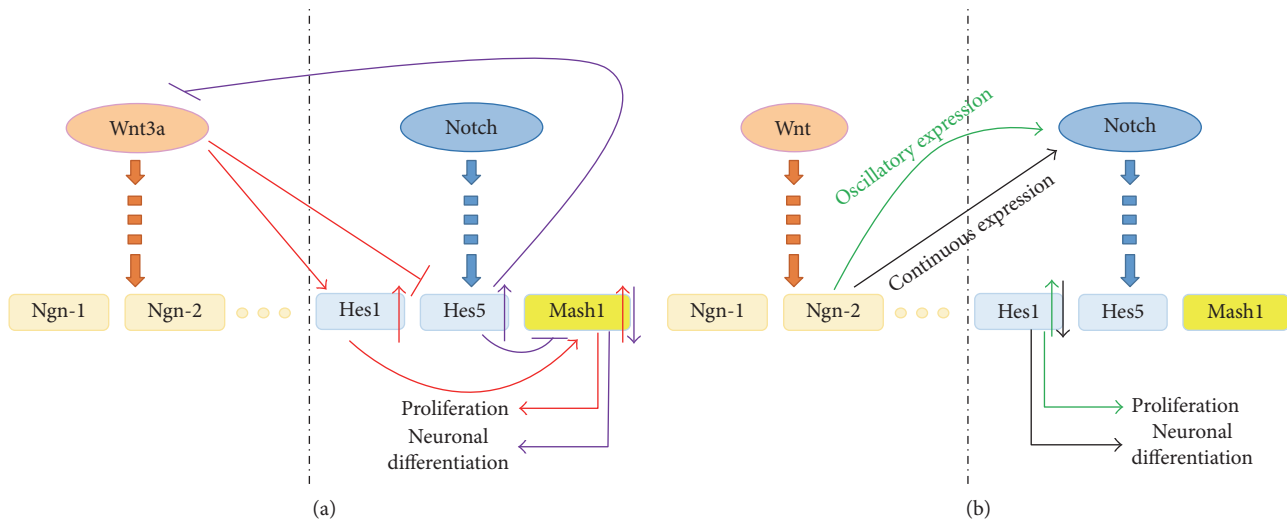 Wnt3a
Notch
Ngn-1
Ngn-2
Hes1
Hes5
Mash1
Proliferation
Neuronal
differentiation
(a)
Wnt
Notch
Oscillatory expression
Continuous expression
Ngn-1
Ngn-2
Hes1
Hes5
Mash1
Proliferation
Neuronal
differentiation
(b)